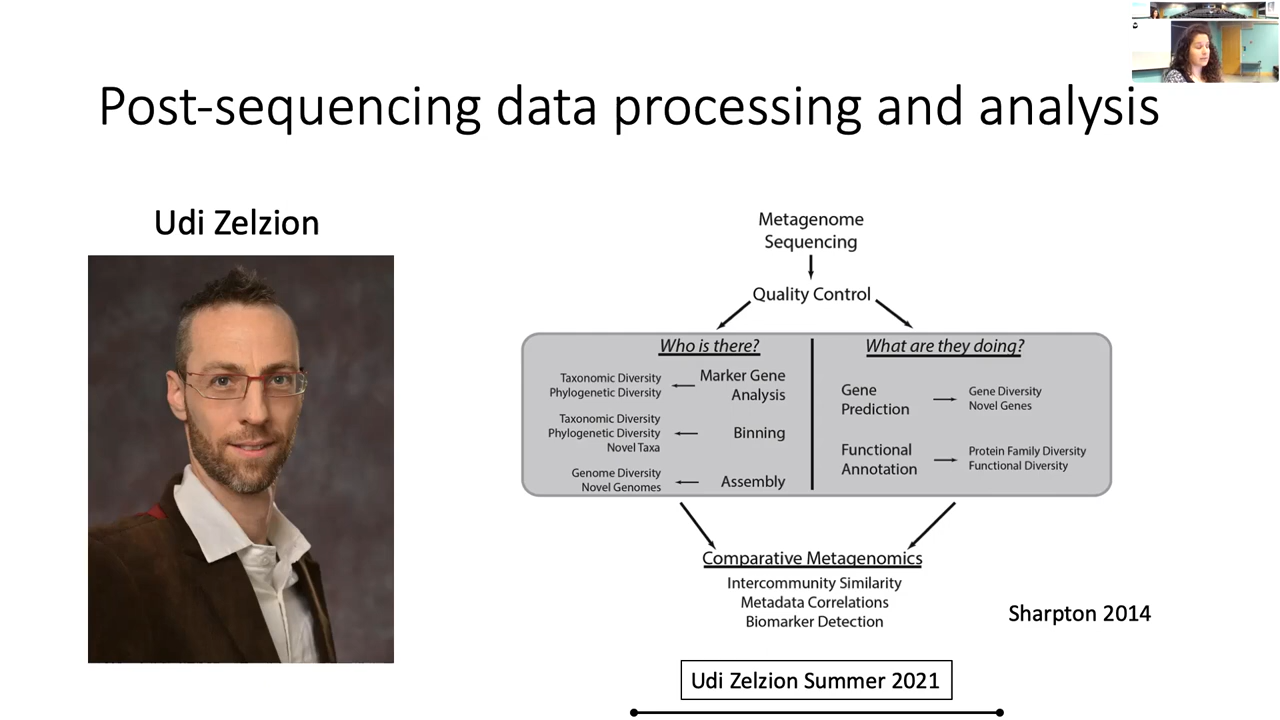 Post-sequencing data processing and analysis
Udi Zelzion
Metagenome
Sequencing
Quality Control
Who is there?
Taxonomic Diversity
Phylogenetic Diversity
Marker Gene
Analysis
Taxonomic Diversity
Phylogenetic Diversity
Novel Taxa
Binning
Genome Diversity
Novel Genomes
Assembly
What are they doing?
Gene
Prediction
Gene Diversity
Novel Genes
Functional
Annotation
Protein Family Diversity
Functional Diversity
Comparative Metagenomics
Intercommunity Similarity
Metadata Correlations
Biomarker Detection
Sharpton 2014
Udi Zelzion Summer 2021